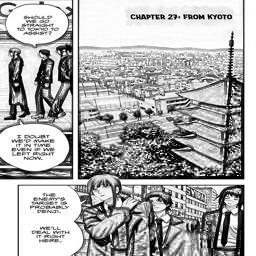 CHAPTER 27: FROM KYOTO
SHOULD
WE GO
STRAIGHT
TO TOKYO TO
ASSIST?
I DOUBT
WE'D MAKE IT
IN TIME
EVEN IF WE
LEFT RIGHT
NOW.
THE
ENEMY'S
TARGET IS
PROBABLY
DENJI.
WE'LL
DEAL WITH
IT RIGHT
HERE.